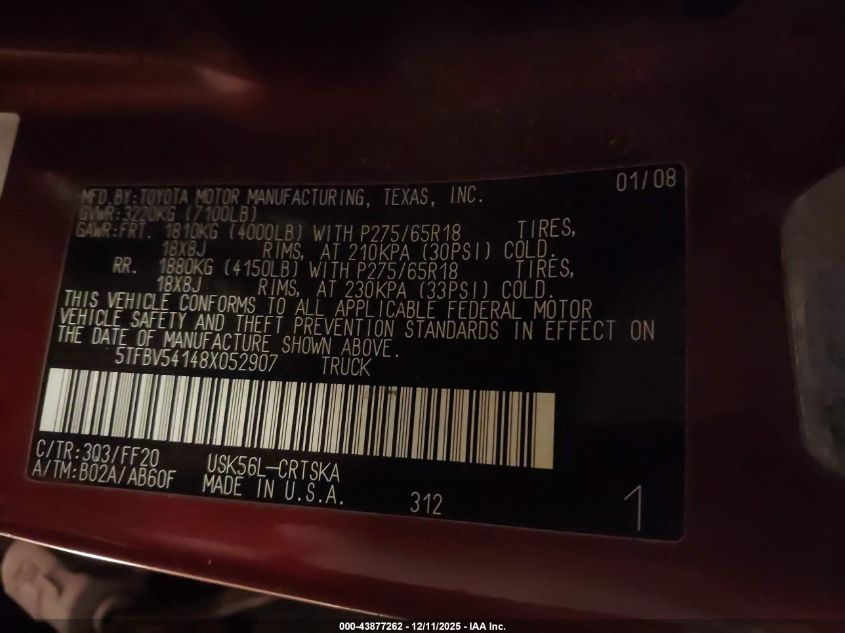 01/08
MFD.BY:TOYOTA MOTOR MANUFACTURING, TEXAS, INC.
GVWR:3220KG (7100LB)
GAWR:FRT. 1810KG (4000LB) WITH P275/65R18 TIRES,
18X8J RIMS, AT 210KPA (30PSI) COLD.
RR. 1880KG (4150LB) WITH P275/65R18 TIRES,
18X8J RIMS, AT 230KPA (33PSI) COLD.
THIS VEHICLE CONFORMS TO ALL APPLICABLE FEDERAL MOTOR
VEHICLE SAFETY AND THEFT PREVENTION STANDARDS IN EFFECT ON
THE DATE OF MANUFACTURE SHOWN ABOVE.
5TFBV54148X052907 TRUCK
C/TR:3Q3/FF20 USK56L-CRTSKA
A/TM:B02A/AB60F MADE IN U.S.A.
312
1
000-43877262 - 12/11/2025 - IAA Inc.